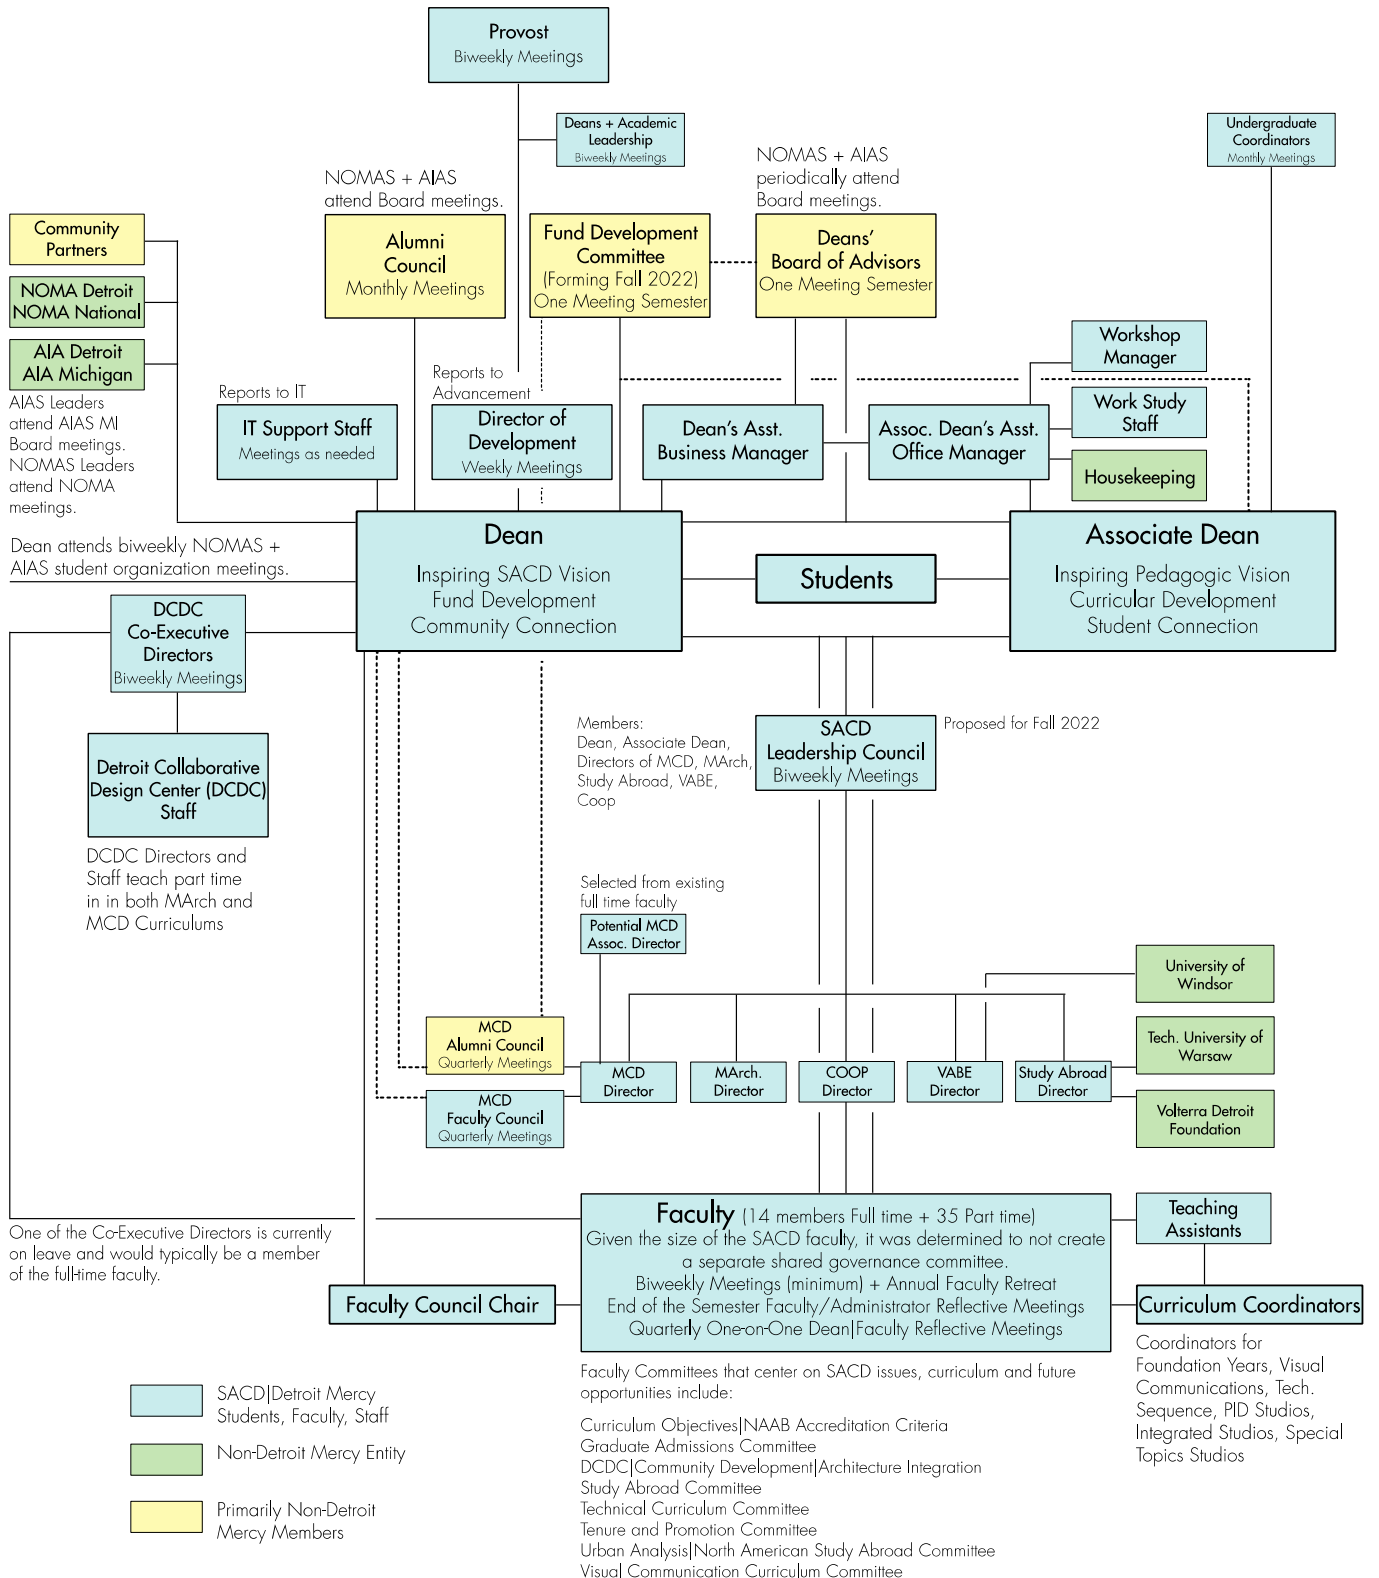 Provost
Biweekly Meetings
Deans + Academic
Leadership
Biweekly Meetings
Undergraduate
Coordinators
Monthly Meetings
NOMAS + AIAS
attend Board meetings.
NOMAS + AIAS
periodically attend
Board meetings.
Community
Partners
NOMA Detroit
NOMA National
AIA Detroit
AIA Michigan
AIAS Leaders
attend AIAS MI
Board meetings.
NOMAS Leaders
attend NOMA
meetings.
Alumni
Council
Monthly Meetings
Fund Development
Committee
(Forming Fall 2022)
One Meeting Semester
Deans'
Board of Advisors
One Meeting Semester
Workshop
Manager
Work Study
Staff
Housekeeping
Reports to IT
IT Support Staff
Meetings as needed
Reports to
Advancement
Director of
Development
Weekly Meetings
Dean's Asst.
Business Manager
Assoc. Dean's Asst.
Office Manager
Dean attends biweekly NOMAS +
AIAS student organization meetings.
Dean
Inspiring SACD Vision
Fund Development
Community Connection
Students
Associate Dean
Inspiring Pedagogic Vision
Curricular Development
Student Connection
DCDC
Co-Executive
Directors
Biweekly Meetings
Detroit Collaborative
Design Center (DCDC)
Staff
DCDC Directors and
Staff teach part time
in in both MArch and
MCD Curriculums
Members:
Dean, Associate Dean,
Directors of MCD, MArch,
Study Abroad, VABE,
Coop
SACD
Leadership Council
Biweekly Meetings
Proposed for Fall 2022
Selected from existing
full time faculty
Potential MCD
Assoc. Director
University of
Windsor
MCD
Alumni Council
Quarterly Meetings
Tech. University of
Warsaw
MCD
Director
MArch.
Director
COOP
Director
VABE
Director
Study Abroad
Director
MCD
Faculty Council
Quarterly Meetings
Volterra Detroit
Foundation
One of the Co-Executive Directors is currently
on leave and would typically be a member
of the full-time faculty.
Faculty (14 members Full time + 35 Part time)
Given the size of the SACD faculty, it was determined to not create
a separate shared governance committee.
Biweekly Meetings (minimum) + Annual Faculty Retreat
End of the Semester Faculty/Administrator Reflective Meetings
Quarterly One-on-One Dean|Faculty Reflective Meetings
Teaching
Assistants
Faculty Council Chair
Curriculum Coordinators
Coordinators for
Foundation Years, Visual
Communications, Tech.
Sequence, PID Studios,
Integrated Studios, Special
Topics Studios
Faculty Committees that center on SACD issues, curriculum and future
opportunities include:
Curriculum Objectives|NAAB Accreditation Criteria
Graduate Admissions Committee
DCDC|Community Development|Architecture Integration
Study Abroad Committee
Technical Curriculum Committee
Tenure and Promotion Committee
Urban Analysis|North American Study Abroad Committee
Visual Communication Curriculum Committee
SACD|Detroit Mercy
Students, Faculty, Staff
Non-Detroit Mercy Entity
Primarily Non-Detroit
Mercy Members